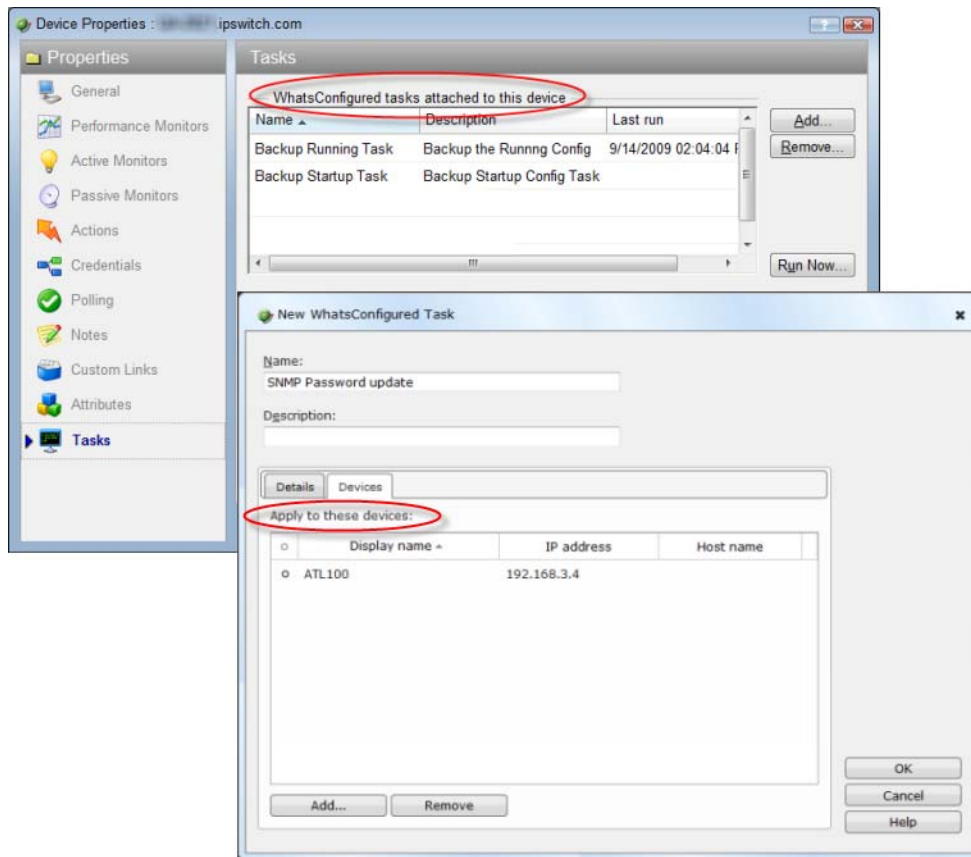 Device Properties : .ipswitch.com
Properties
General
Performance Monitors
Active Monitors
Passive Monitors
Actions
Credentials
Polling
Notes
Custom Links
Attributes
Tasks
Tasks
WhatsConfigured tasks attached to this device
Name Description Last run
Backup Running Task Backup the Runnng Config 9/14/2009 02:04:04
Backup Startup Task Backup Startup Config Task
Add...
Remove...
Run Now...
New WhatsConfigured Task
Name:
SNMP Password update
Description:
Details Devices
Apply to these devices:
Display name IP address Host name
ATL100 192.168.3.4
Add... Remove
OK
Cancel
Help